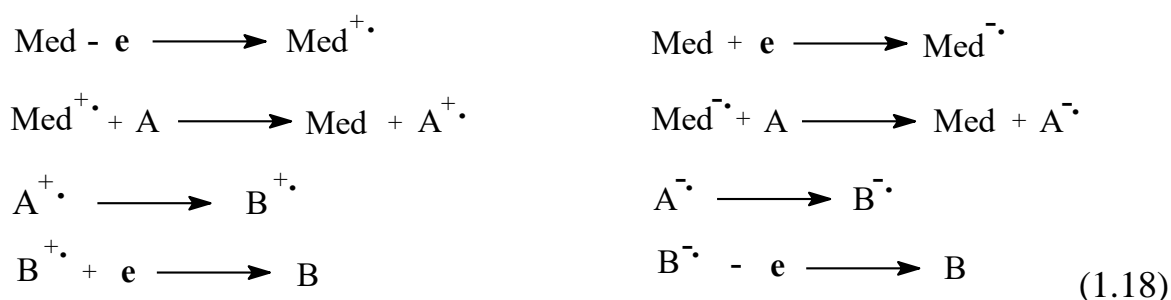 Med - e ⟶ Med⁺·
Med⁺· + A ⟶ Med + A⁺·
A⁺· ⟶ B⁺·
B⁺· + e ⟶ B
Med + e ⟶ Med⁻·
Med⁻· + A ⟶ Med + A⁻·
A⁻· ⟶ B⁻·
B⁻· - e ⟶ B
(1.18)